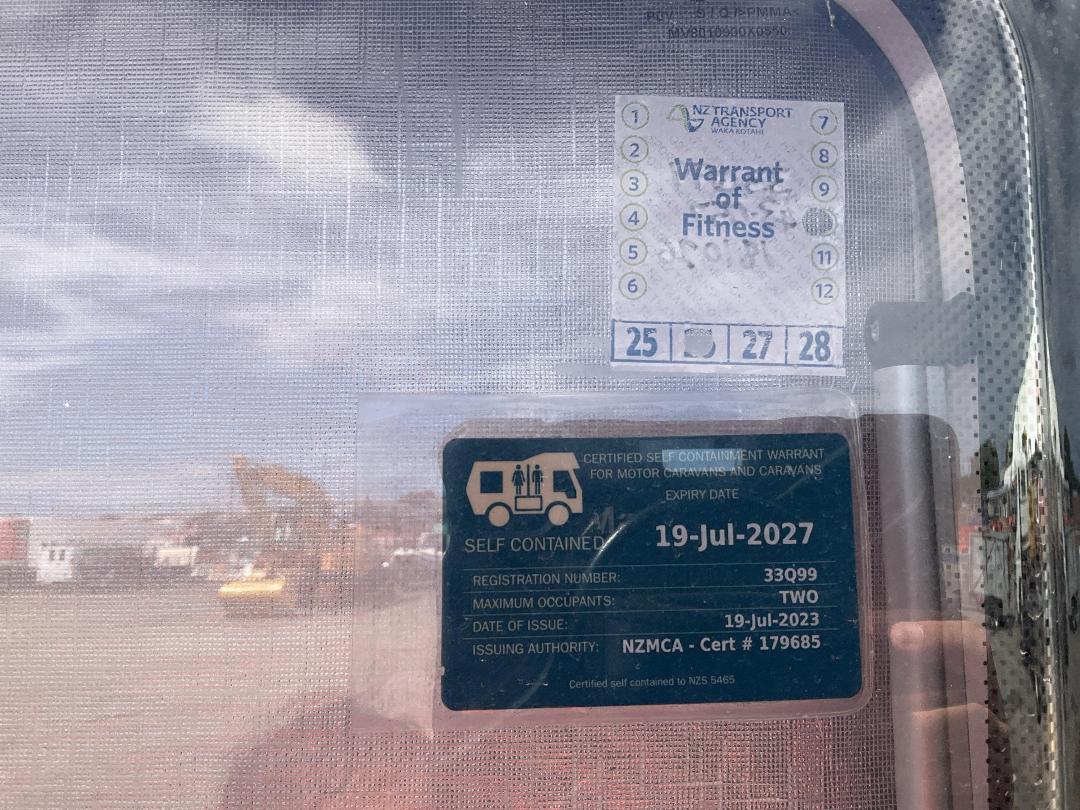 MV8010900X0550
1
NZ TRANSPORT
AGENCY
WAKA KOTAHI
7
2
8
Warrant
3
9
of
4
Fitness
5
11
6
12
25 27 28
CERTIFIED SELF CONTAINMENT WARRANT
FOR MOTOR CARAVANS AND CARAVANS
EXPIRY DATE
19-Jul-2027
SELF CONTAINED
REGISTRATION NUMBER: 33Q99
MAXIMUM OCCUPANTS: TWO
DATE OF ISSUE: 19-Jul-2023
ISSUING AUTHORITY: NZMCA - Cert # 179685
Certified self contained to NZS 5465